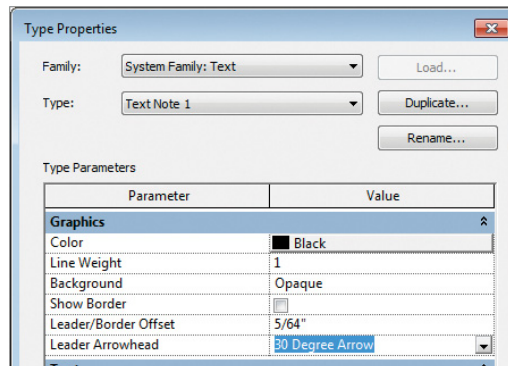 Type Properties
Family: System Family: Text Load...
Type: Text Note 1 Duplicate...
Rename...
Type Parameters
Parameter Value
Graphics
Color Black
Line Weight 1
Background Opaque
Show Border
Leader/Border Offset 5/64"
Leader Arrowhead 30 Degree Arrow